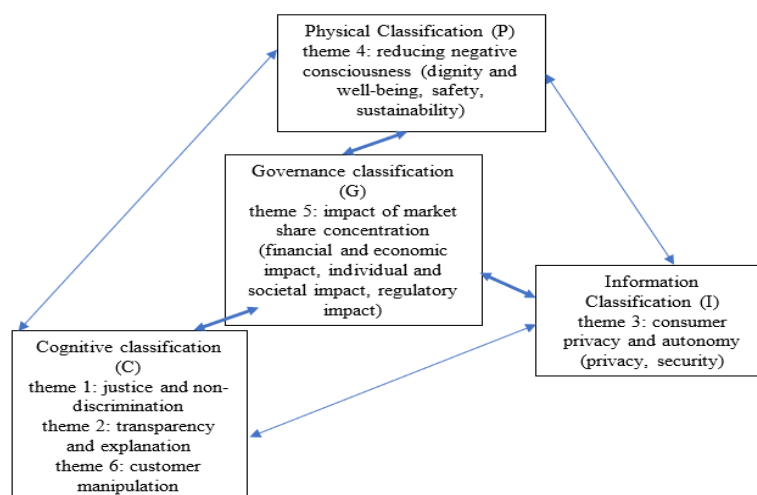 Physical Classification (P)
theme 4: reducing negative
consciousness (dignity and
well-being, safety,
sustainability)
Governance classification
(G)
theme 5: impact of market
share concentration
(financial and economic
impact, individual and
societal impact, regulatory
impact)
Information
Classification (I)
theme 3: consumer
privacy and autonomy
(privacy, security)
Cognitive classification
(C)
theme 1: justice and non-
discrimination
theme 2: transparency
and explanation
theme 6: customer
manipulation